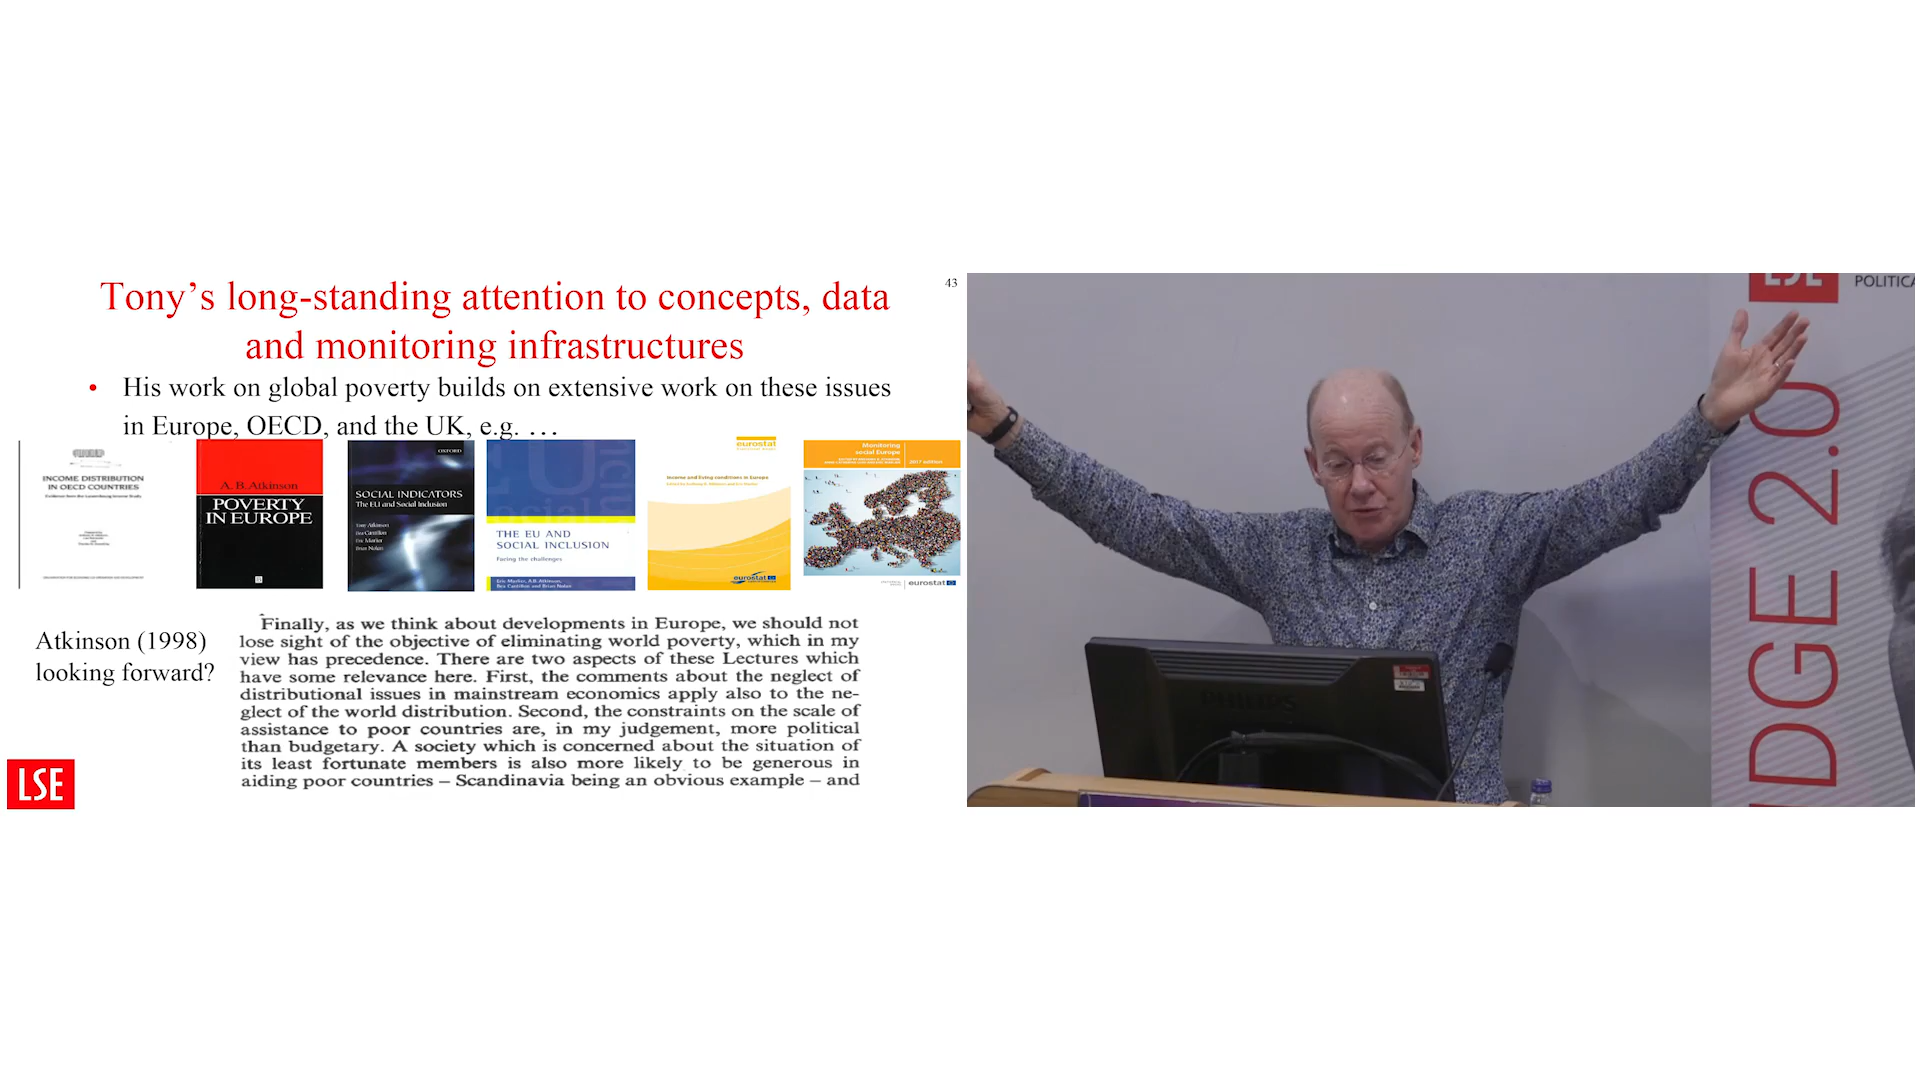 43
Tony's long-standing attention to concepts, data
and monitoring infrastructures
• His work on global poverty builds on extensive work on these issues
in Europe, OECD, and the UK, e.g. …
INCOME DISTRIBUTION
IN OECD COUNTRIES
Evidence from the Luxembourg Income Study
A. B. Atkinson
POVERTY
IN EUROPE
OXFORD
SOCIAL INDICATORS
The EU and Social Inclusion
Tony Atkinson
Bea Cantillon
Eric Marlier
Brian Nolan
THE EU AND
SOCIAL INCLUSION
Facing the challenges
Eric Marlier, A.B. Atkinson,
Bea Cantillon and Brian Nolan
eurostat
Income and living conditions in Europe
Edited by Anthony B. Atkinson and Eric Marlier
eurostat
Monitoring
social Europe
2017 edition
eurostat
Atkinson (1998)
looking forward?
Finally, as we think about developments in Europe, we should not
lose sight of the objective of eliminating world poverty, which in my
view has precedence. There are two aspects of these Lectures which
have some relevance here. First, the comments about the neglect of
distributional issues in mainstream economics apply also to the ne-
glect of the world distribution. Second, the constraints on the scale of
assistance to poor countries are, in my judgement, more political
than budgetary. A society which is concerned about the situation of
its least fortunate members is also more likely to be generous in
aiding poor countries – Scandinavia being an obvious example – and
LSE
POLITICA
PHILIPS
DGE 2.0